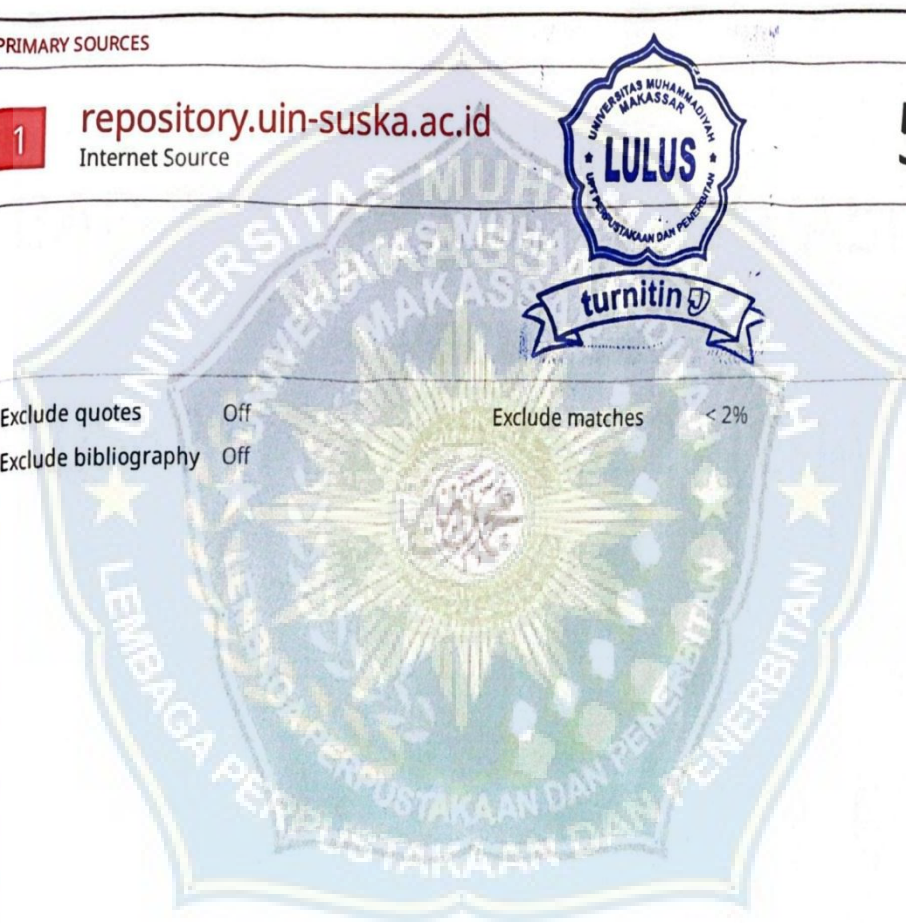 PRIMARY SOURCES
1
repository.uin-suska.ac.id
Internet Source
5
UNIVERSITAS MUHAMMADIYAH
MAKASSAR
LULUS
UPT PERPUSTAKAAN DAN PENERBITAN
turnitin
Exclude quotes Off
Exclude matches < 2%
Exclude bibliography Off
UNIVERSITAS MUHAMMADIYAH
MAKASSAR
LEMBAGA PERPUSTAKAAN DAN PENERBITAN